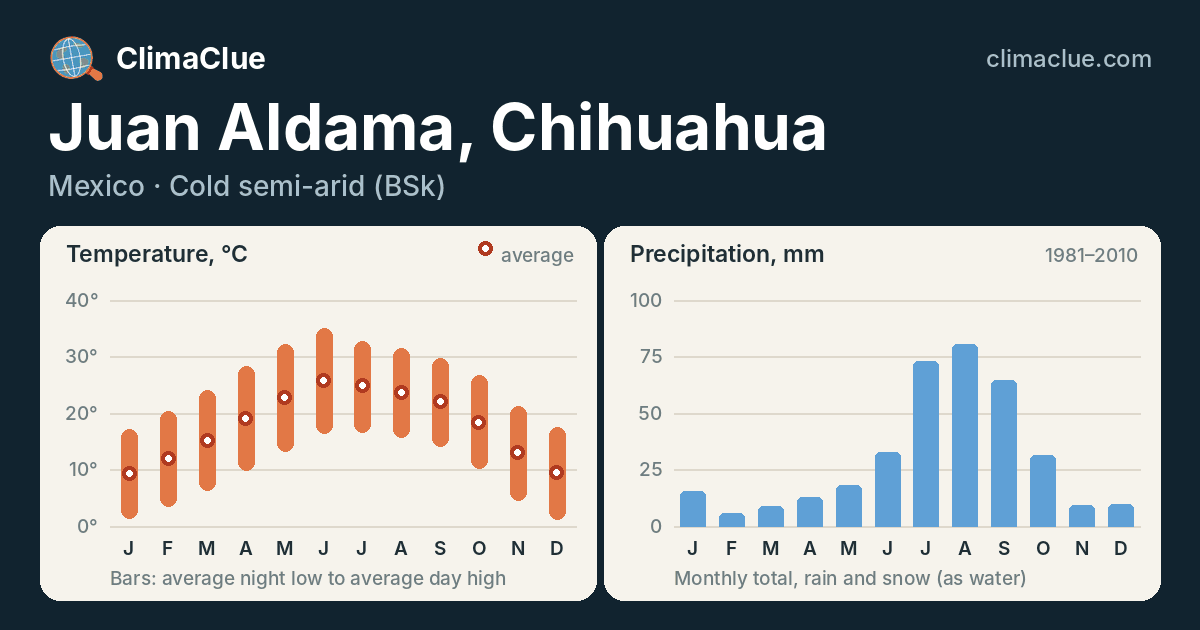 ClimaClue
climaclue.com
Juan Aldama, Chihuahua
Mexico · Cold semi-arid (BSk)
Temperature, °C
average
40°
30°
20°
10°
0°
J F M A M J J A S O N D
Bars: average night low to average day high
Precipitation, mm
1981–2010
100
75
50
25
0
J F M A M J J A S O N D
Monthly total, rain and snow (as water)